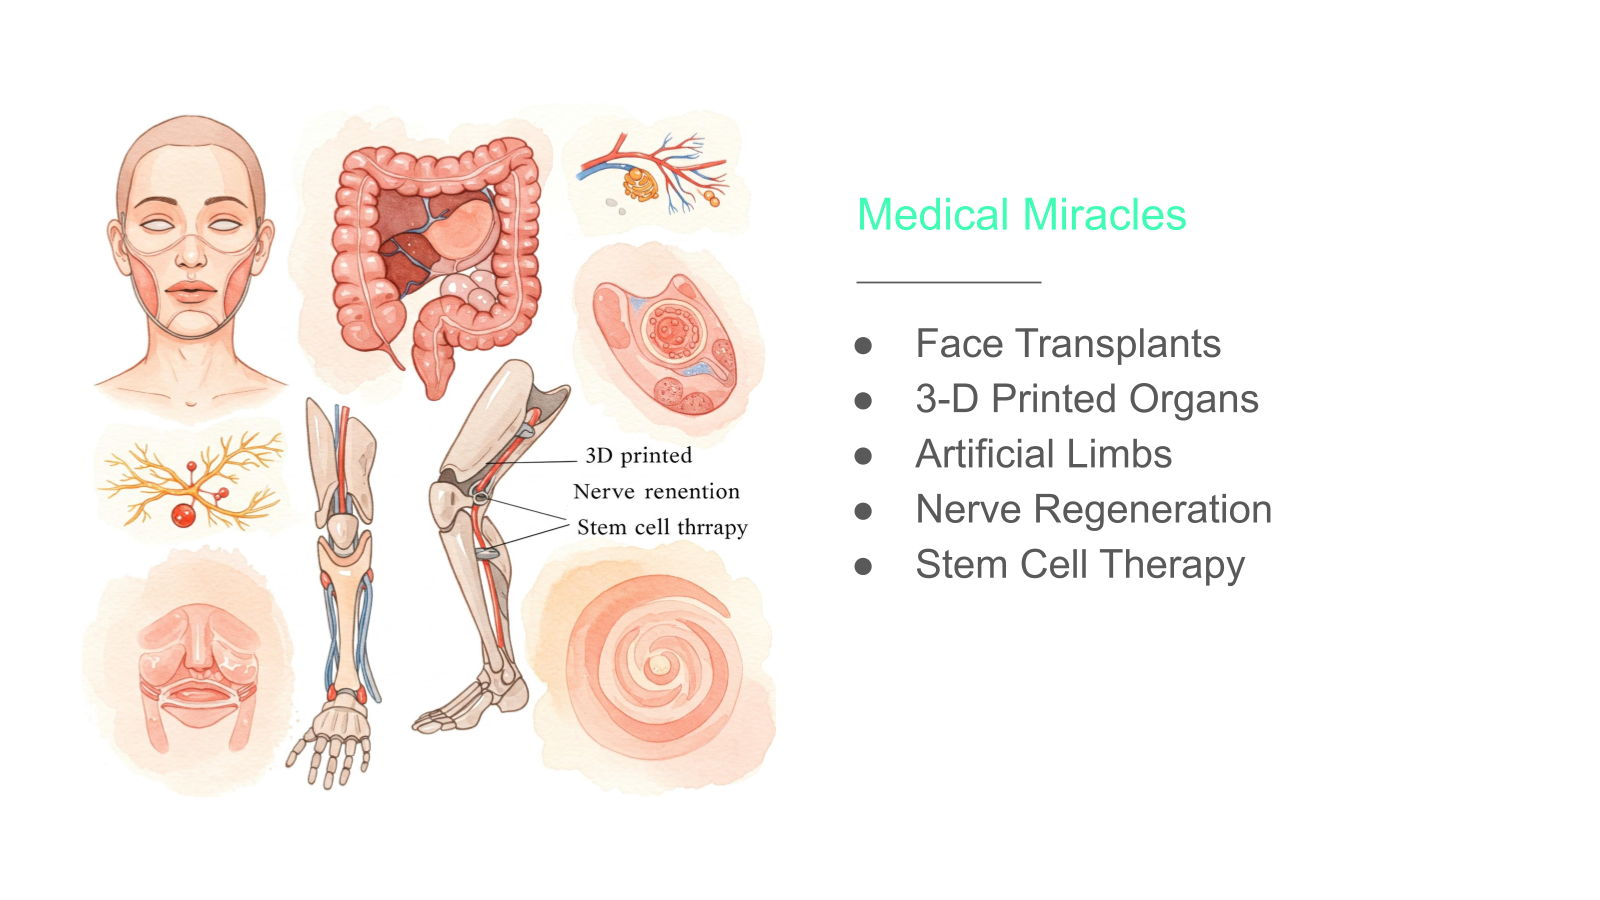 3D printed
Nerve renention
Stem cell thrrapy
Medical Miracles
● Face Transplants
● 3-D Printed Organs
● Artificial Limbs
● Nerve Regeneration
● Stem Cell Therapy